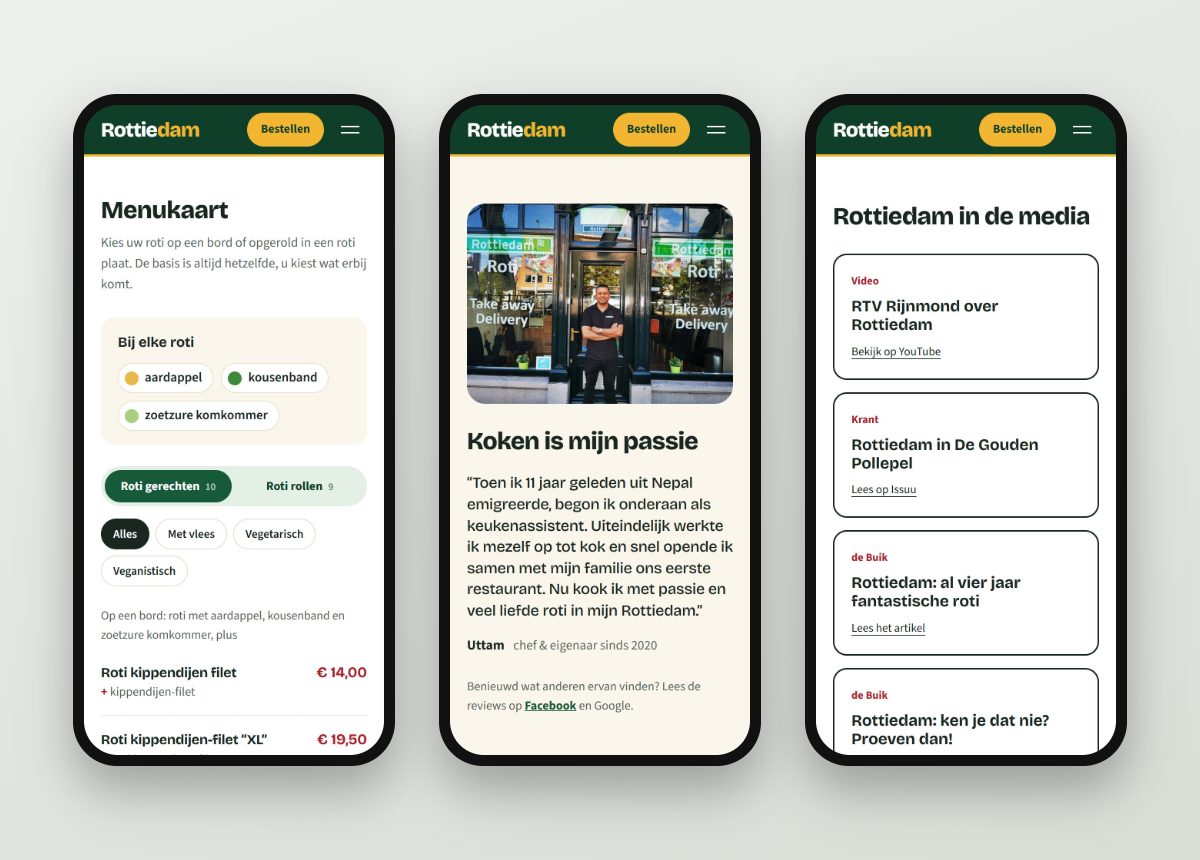 Rottiedam
Bestellen
Menukaart
Kies uw roti op een bord of opgerold in een roti
plaat. De basis is altijd hetzelfde, u kiest wat erbij
komt.
Bij elke roti
aardappel
kousenband
zoetzure komkommer
Roti gerechten 10
Roti rollen 9
Alles
Met vlees
Vegetarisch
Veganistisch
Op een bord: roti met aardappel, kousenband en
zoetzure komkommer, plus
Roti kippendijen filet € 14,00
+ kippendijen-filet
Roti kippendijen-filet “XL” € 19,50
Rottiedam
Bestellen
Rottiedam
Roti
Take away
Delivery
Rottiedam
Rottiedam
Roti
Take away
Delivery
Koken is mijn passie
“Toen ik 11 jaar geleden uit Nepal
emigreerde, begon ik onderaan als
keukenassistent. Uiteindelijk werkte
ik mezelf op tot kok en snel opende ik
samen met mijn familie ons eerste
restaurant. Nu kook ik met passie en
veel liefde roti in mijn Rottiedam.”
Uttam chef & eigenaar sinds 2020
Benieuwd wat anderen ervan vinden? Lees de
reviews op Facebook en Google.
Rottiedam
Bestellen
Rottiedam in de media
Video
RTV Rijnmond over
Rottiedam
Bekijk op YouTube
Krant
Rottiedam in De Gouden
Pollepel
Lees op Issuu
de Buik
Rottiedam: al vier jaar
fantastische roti
Lees het artikel
de Buik
Rottiedam: ken je dat nie?
Proeven dan!